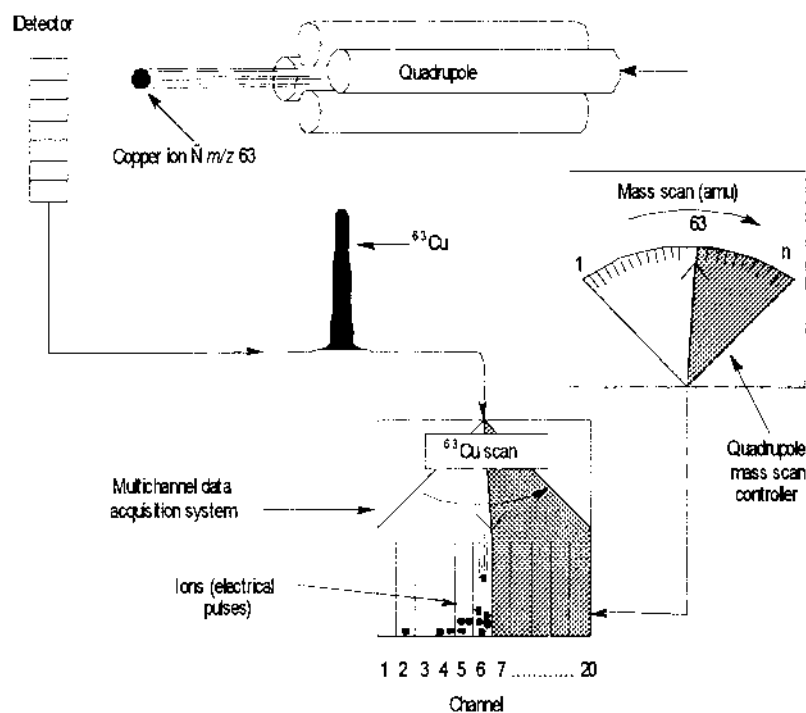 Detector
Quadrupole
Copper ion Ñ m/z 63
Mass scan (amu)
63
1
n
63Cu
63Cu scan
Quadrupole
mass scan
controller
Multichannel data
acquisition system
Ions (electrical
pulses)
1 2 3 4 5 6 7 ............... 20
Channel